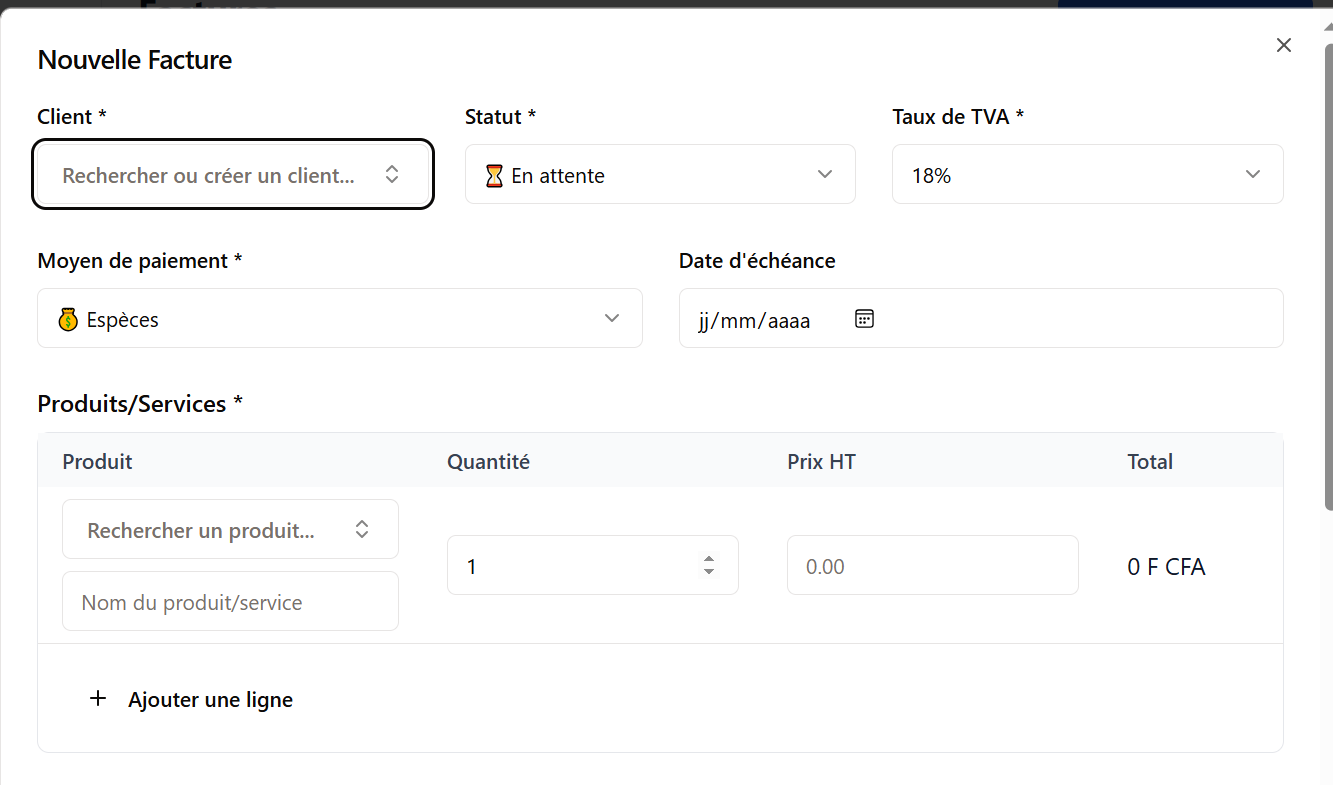 Nouvelle Facture
Client * Statut * Taux de TVA *
Rechercher ou créer un client... ⏳ En attente 18%
Moyen de paiement * Date d'échéance
💰 Espèces jj/mm/aaaa
Produits/Services *
Produit Quantité Prix HT Total
Rechercher un produit...
1 0.00 0 F CFA
Nom du produit/service
+ Ajouter une ligne